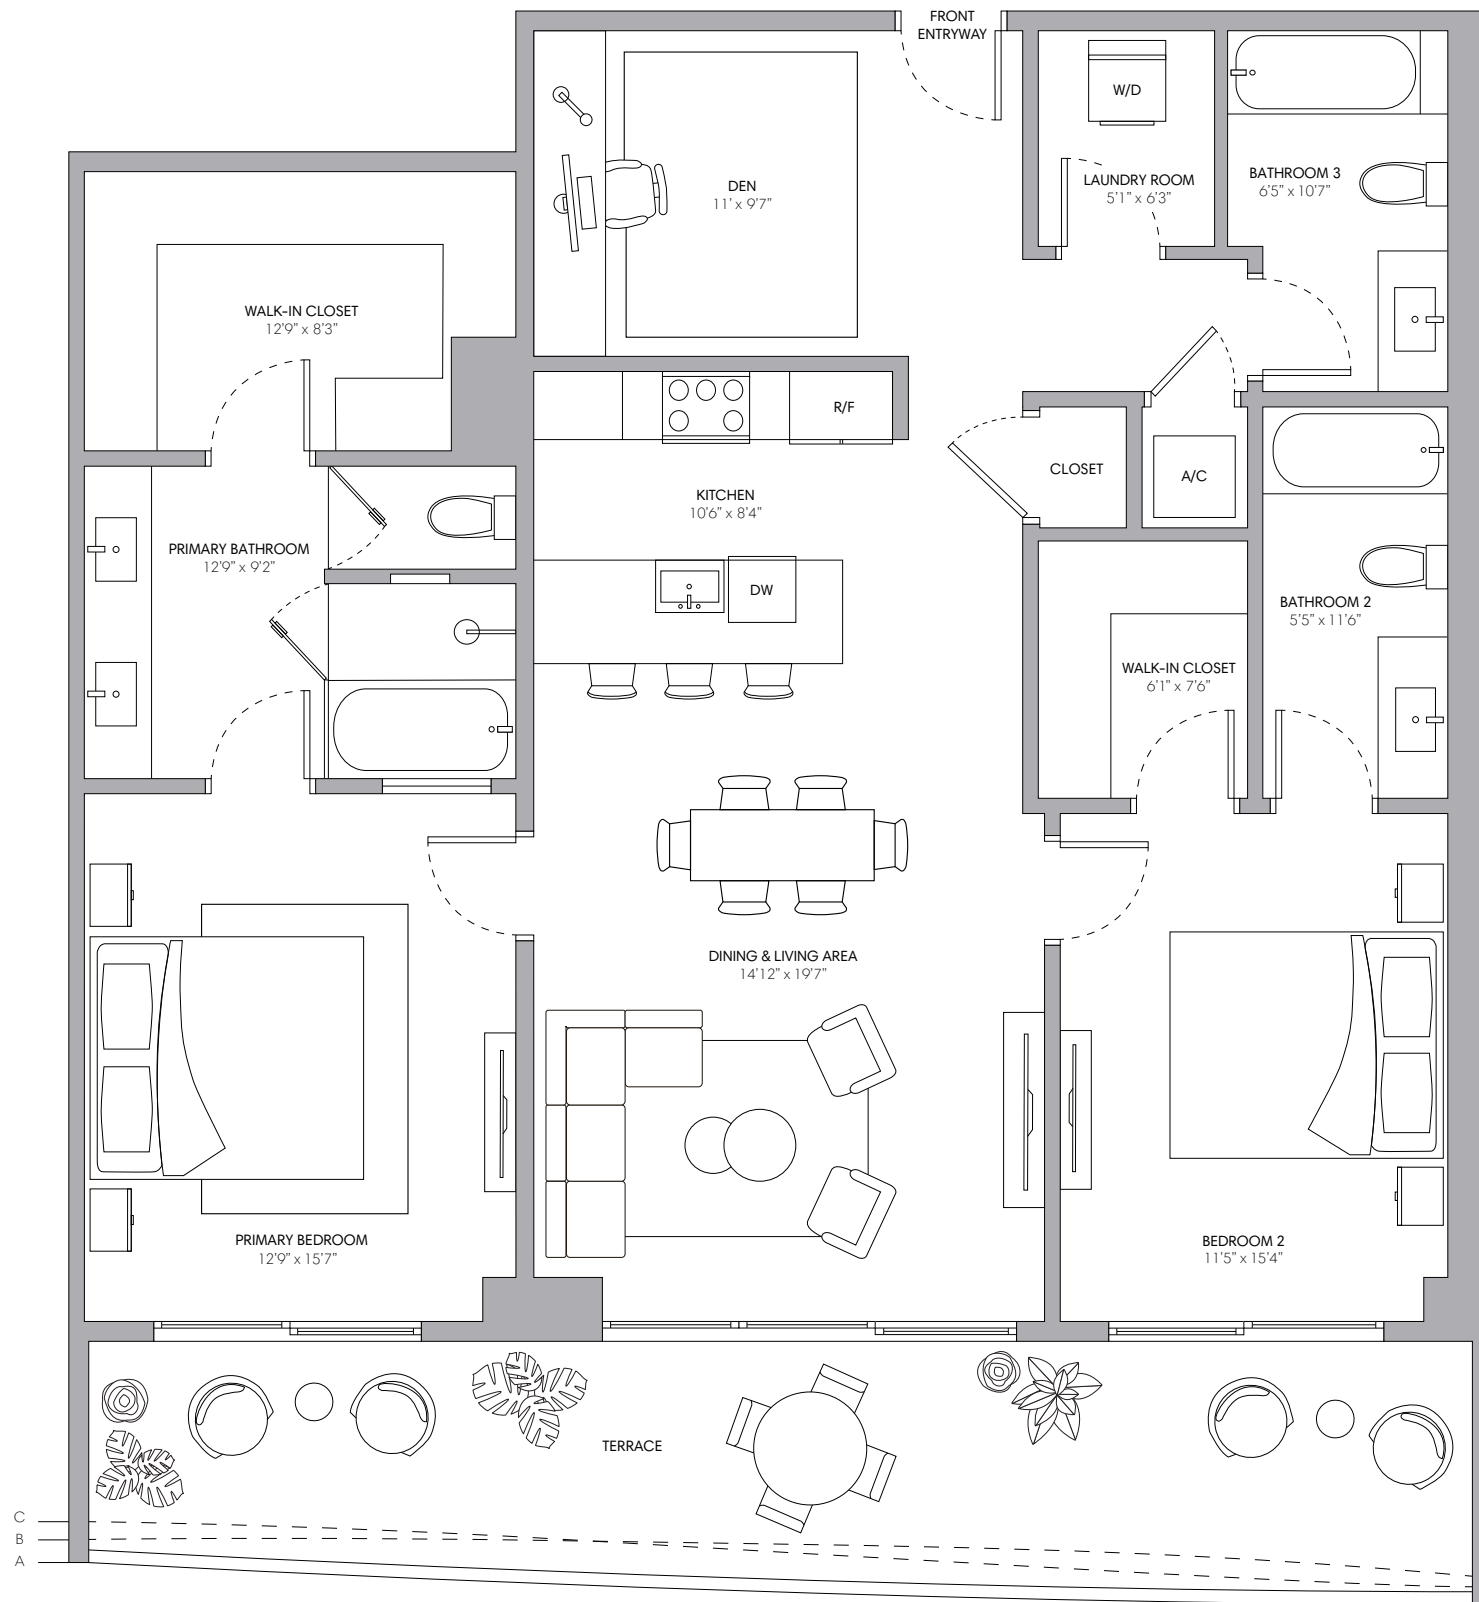 FRONT
ENTRYWAY
W/D
DEN
11' x 9'7"
LAUNDRY ROOM
5'1" x 6'3"
BATHROOM 3
6'5" x 10'7"
WALK-IN CLOSET
12'9" x 8'3"
R/F
CLOSET
A/C
KITCHEN
10'6" x 8'4"
PRIMARY BATHROOM
12'9" x 9'2"
DW
BATHROOM 2
5'5" x 11'6"
WALK-IN CLOSET
6'1" x 7'6"
DINING & LIVING AREA
14'12" x 19'7"
PRIMARY BEDROOM
12'9" x 15'7"
BEDROOM 2
11'5" x 15'4"
TERRACE
C
B
A